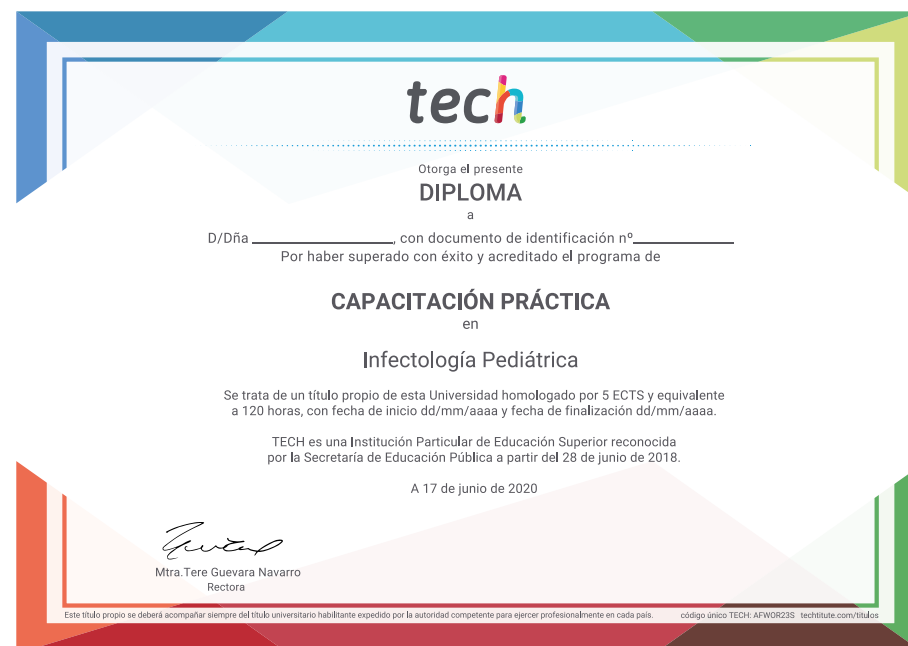 tech
Otorga el presente
DIPLOMA
a
D/Dña ____________________, con documento de identificación nº______________
Por haber superado con éxito y acreditado el programa de
CAPACITACIÓN PRÁCTICA
en
Infectología Pediátrica
Se trata de un título propio de esta Universidad homologado por 5 ECTS y equivalente
a 120 horas, con fecha de inicio dd/mm/aaaa y fecha de finalización dd/mm/aaaa.
TECH es una Institución Particular de Educación Superior reconocida
por la Secretaría de Educación Pública a partir del 28 de junio de 2018.
A 17 de junio de 2020
Mtra.Tere Guevara Navarro
Rectora
Este título propio se deberá acompañar siempre del título universitario habilitante expedido por la autoridad competente para ejercer profesionalmente en cada país. código único TECH: AFWOR23S techtitute.com/titulos